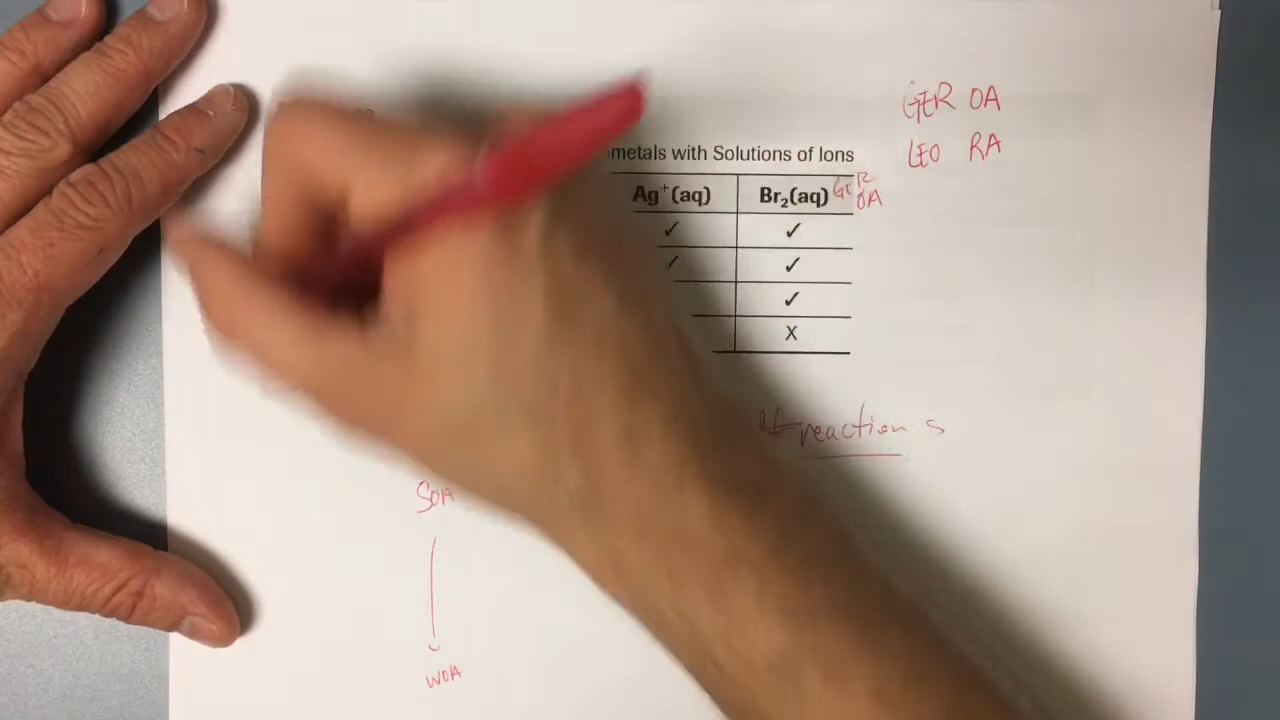 GER OA
LEO RA
metals with Solutions of Ions
Ag⁺(aq) Br₂(aq) GER OA
✓ ✓
✓ ✓
✓
X
# reactions
SOA
WOA